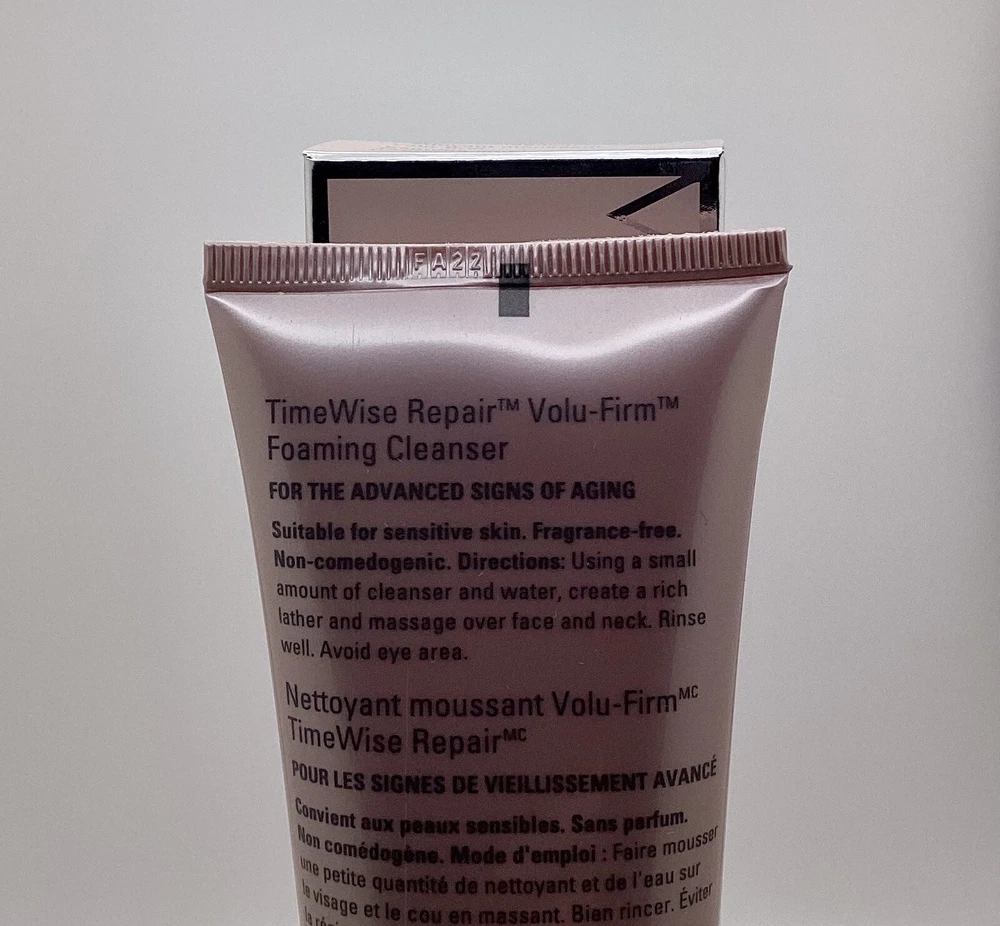 FA22
TimeWise Repair™ Volu-Firm™
Foaming Cleanser
FOR THE ADVANCED SIGNS OF AGING
Suitable for sensitive skin. Fragrance-free.
Non-comedogenic. Directions: Using a small
amount of cleanser and water, create a rich
lather and massage over face and neck. Rinse
well. Avoid eye area.
Nettoyant moussant Volu-Firmᴹᶜ
TimeWise Repairᴹᶜ
POUR LES SIGNES DE VIEILLISSEMENT AVANCÉ
Convient aux peaux sensibles. Sans parfum.
Non comédogène. Mode d'emploi : Faire mousser
une petite quantité de nettoyant et de l'eau sur
le visage et le cou en massant. Bien rincer. Éviter
la